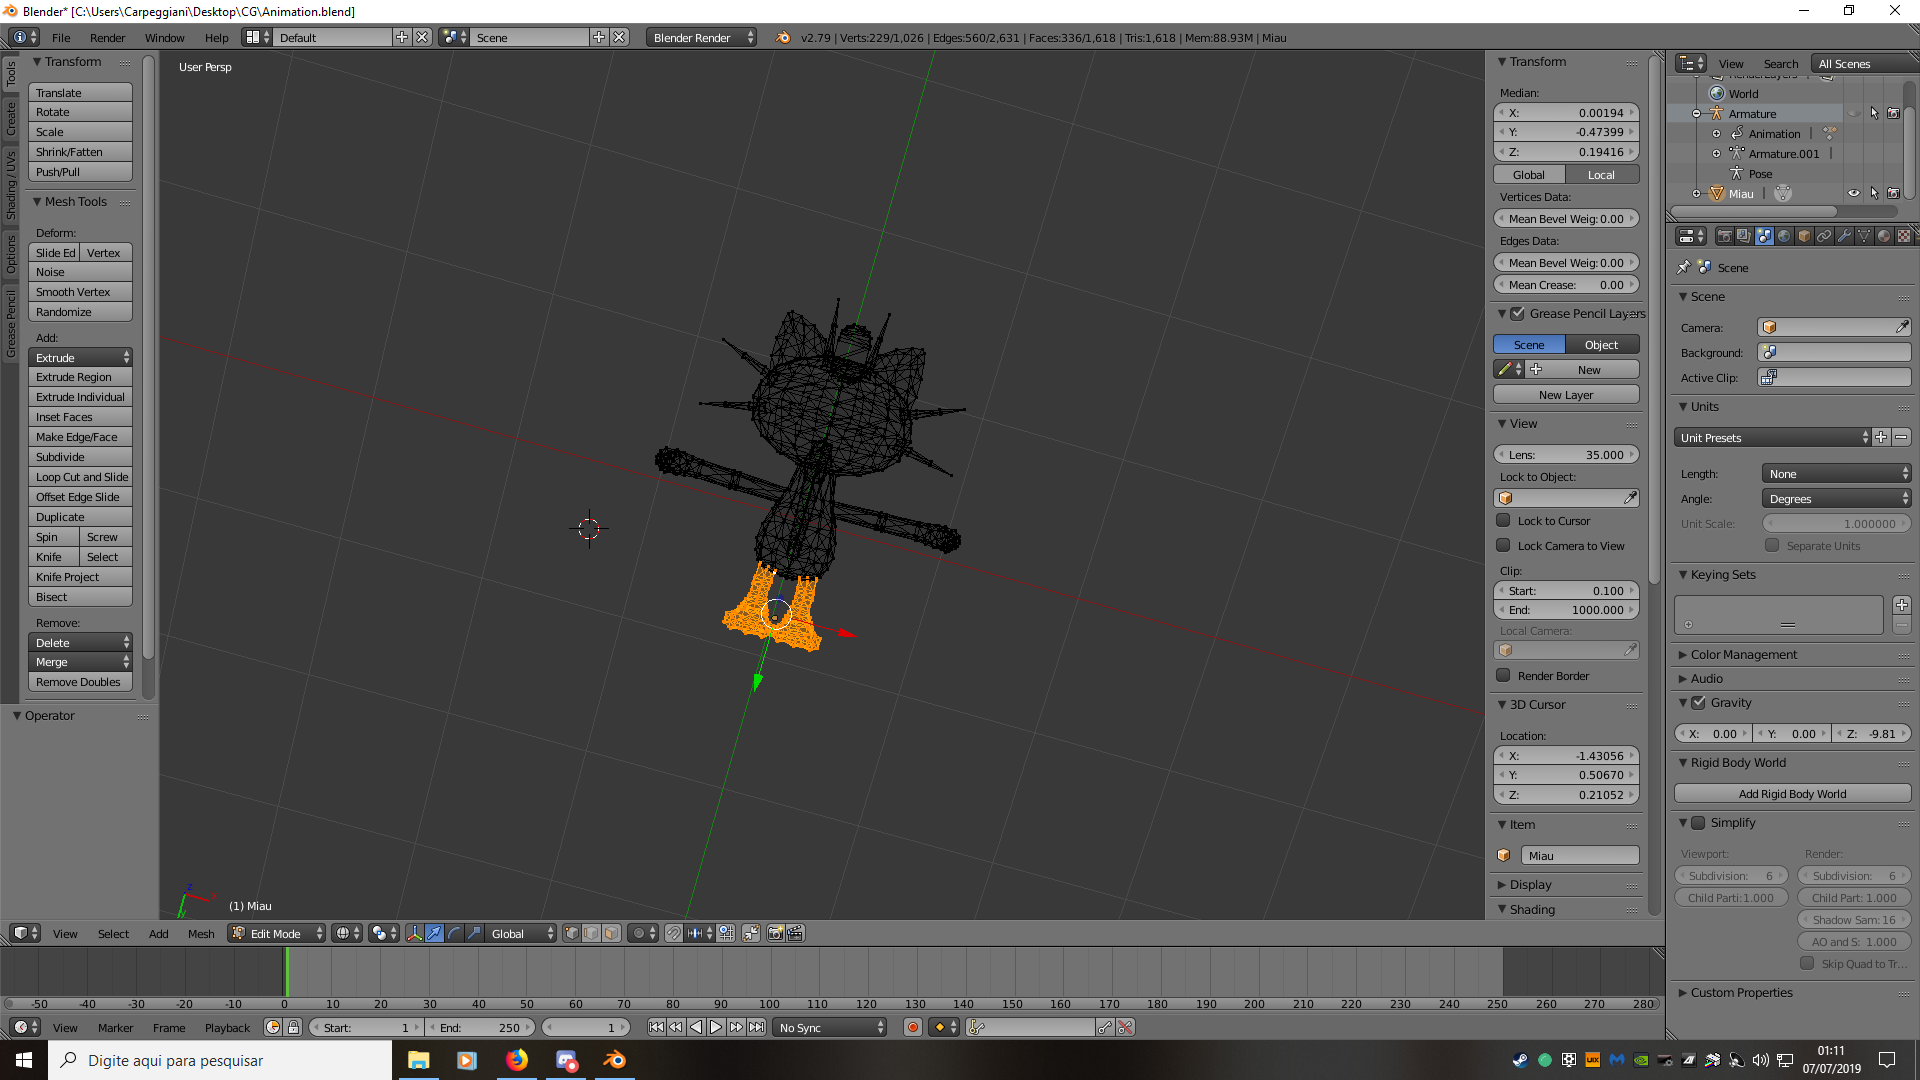 Blender* [C:\Users\Carpeggiani\Desktop\CG\Animation.blend]
File Render Window Help Default Scene Blender Render v2.79 | Verts:229/1,026 | Edges:560/2,631 | Faces:336/1,618 | Tris:1,618 | Mem:88.93M | Miau
Tools
Create
Shading / UVs
Options
Grease Pencil
Transform
Translate
Rotate
Scale
Shrink/Fatten
Push/Pull
Mesh Tools
Deform:
Slide Ed Vertex
Noise
Smooth Vertex
Randomize
Add:
Extrude
Extrude Region
Extrude Individual
Inset Faces
Make Edge/Face
Subdivide
Loop Cut and Slide
Offset Edge Slide
Duplicate
Spin Screw
Knife Select
Knife Project
Bisect
Remove:
Delete
Merge
Remove Doubles
Operator
User Persp
z
(1) Miau
Transform
Median:
X: 0.00194
Y: -0.47399
Z: 0.19416
Global Local
Vertices Data:
Mean Bevel Weig: 0.00
Edges Data:
Mean Bevel Weig: 0.00
Mean Crease: 0.00
Grease Pencil Layers
Scene Object
New
New Layer
View
Lens: 35.000
Lock to Object:
Lock to Cursor
Lock Camera to View
Clip:
Start: 0.100
End: 1000.000
Local Camera:
Render Border
3D Cursor
Location:
X: -1.43056
Y: 0.50670
Z: 0.21052
Item
Miau
Display
Shading
View Search All Scenes
RenderLayers
World
Armature
Animation
Armature.001
Pose
Miau
Scene
Scene
Camera:
Background:
Active Clip:
Units
Unit Presets
Length: None
Angle: Degrees
Unit Scale: 1.000000
Separate Units
Keying Sets
Color Management
Audio
Gravity
X: 0.00 Y: 0.00 Z: -9.81
Rigid Body World
Add Rigid Body World
Simplify
Viewport: Render:
Subdivision: 6 Subdivision: 6
Child Parti: 1.000 Child Part: 1.000
Shadow Sam: 16
AO and S: 1.000
Skip Quad to Tr...
Custom Properties
View Select Add Mesh Edit Mode Global
-50 -40 -30 -20 -10 0 10 20 30 40 50 60 70 80 90 100 110 120 130 140 150 160 170 180 190 200 210 220 230 240 250 260 270 280
View Marker Frame Playback Start: 1 End: 250 1 No Sync
Digite aqui para pesquisar
01:11
07/07/2019